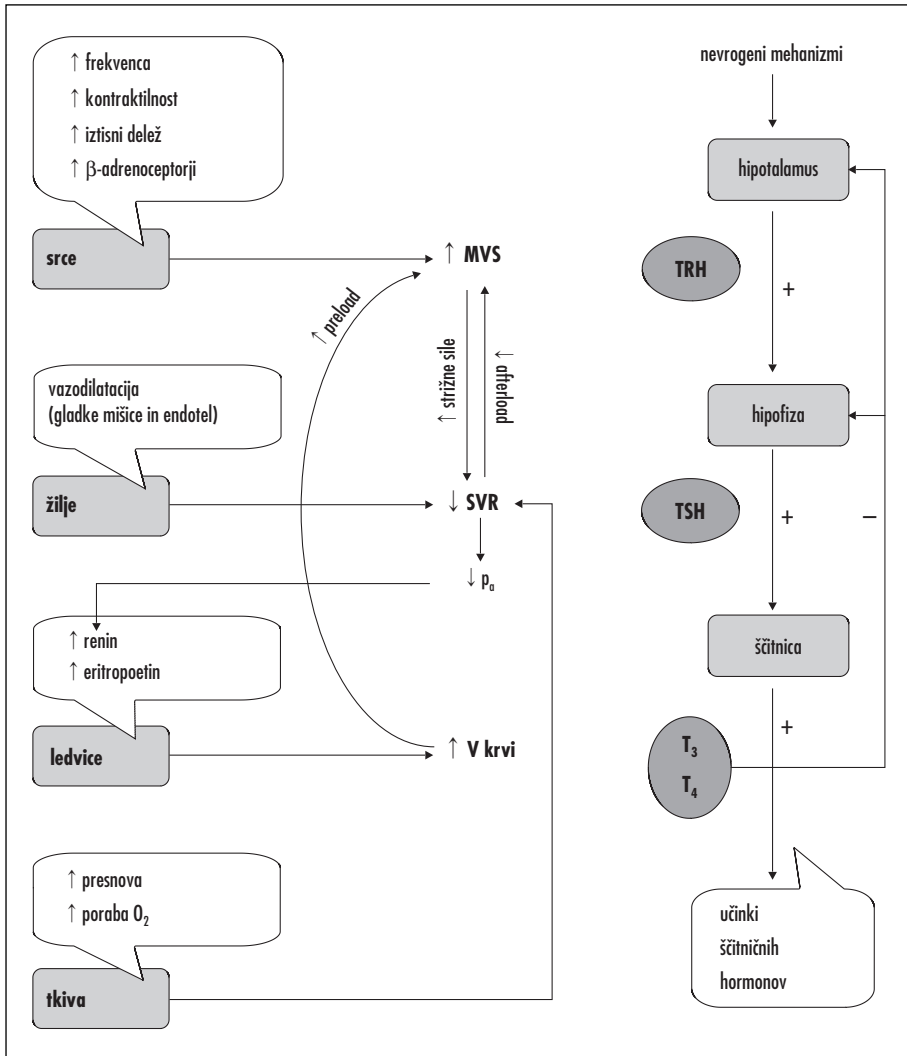 ↑ frekvenca
↑ kontraktilnost
↑ iztisni delež
↑ β-adrenoceptorji
srce
↑ MVS
↑ preload
↑ strižne sile
↑ afterload
vazodilatacija
(gladke mišice in endotel)
žilje
↓ SVR
↓ pₐ
↑ renin
↑ eritropoetin
ledvice
↑ V krvi
↑ presnova
↑ poraba O₂
tkiva
nevrogeni mehanizmi
hipotalamus
TRH
+
hipofiza
TSH
+
–
ščitnica
+
T₃
T₄
učinki
ščitničnih
hormonov